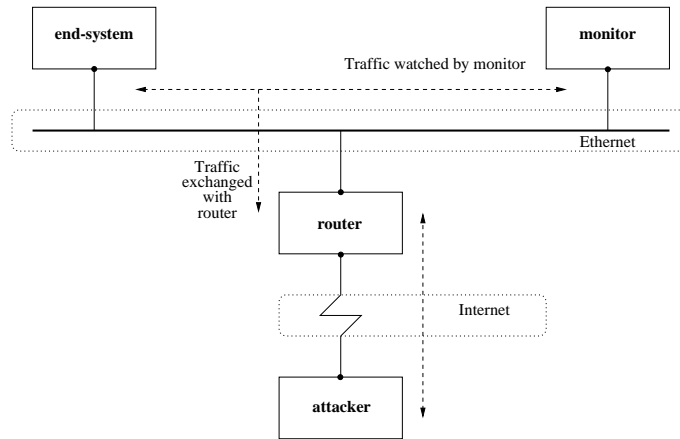 end-system
monitor
Traffic watched by monitor
Ethernet
Traffic
exchanged
with
router
router
Internet
attacker